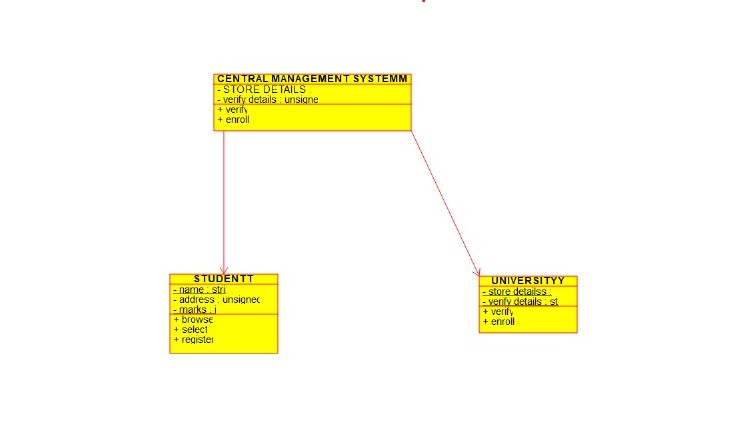 CENTRAL MANAGEMENT SYSTEMM
- STORE DETAILS :
- verify details : unsigne
+ verify
+ enroll
STUDENTT
- name : stri
- address : unsigned
- marks : i
+ browse
+ select
+ register
UNIVERSITYY
- store detailss :
- verify details : st
+ verify
+ enroll